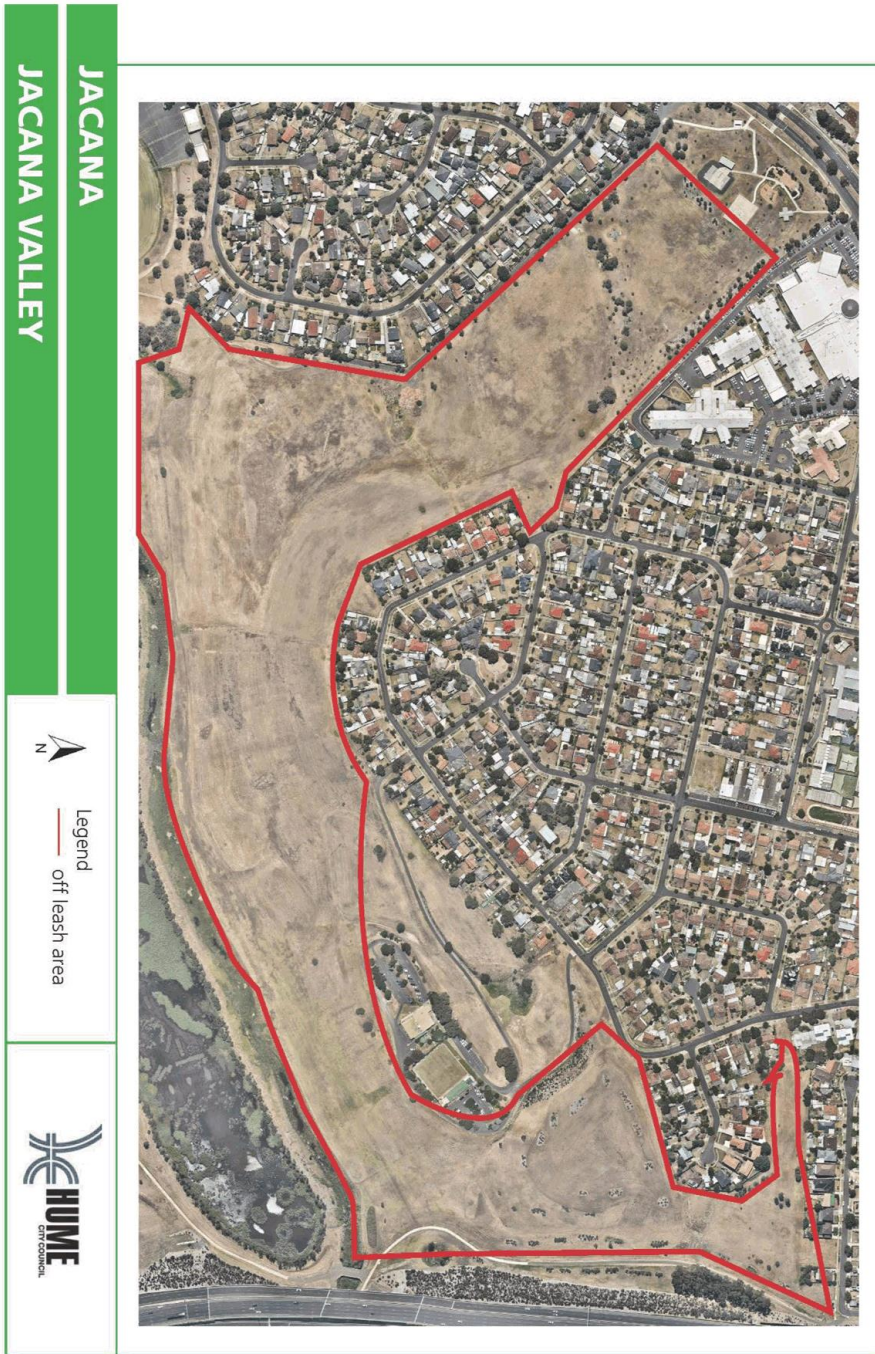 JACANA
JACANA VALLEY
N
Legend
off leash area
HUME
CITY COUNCIL